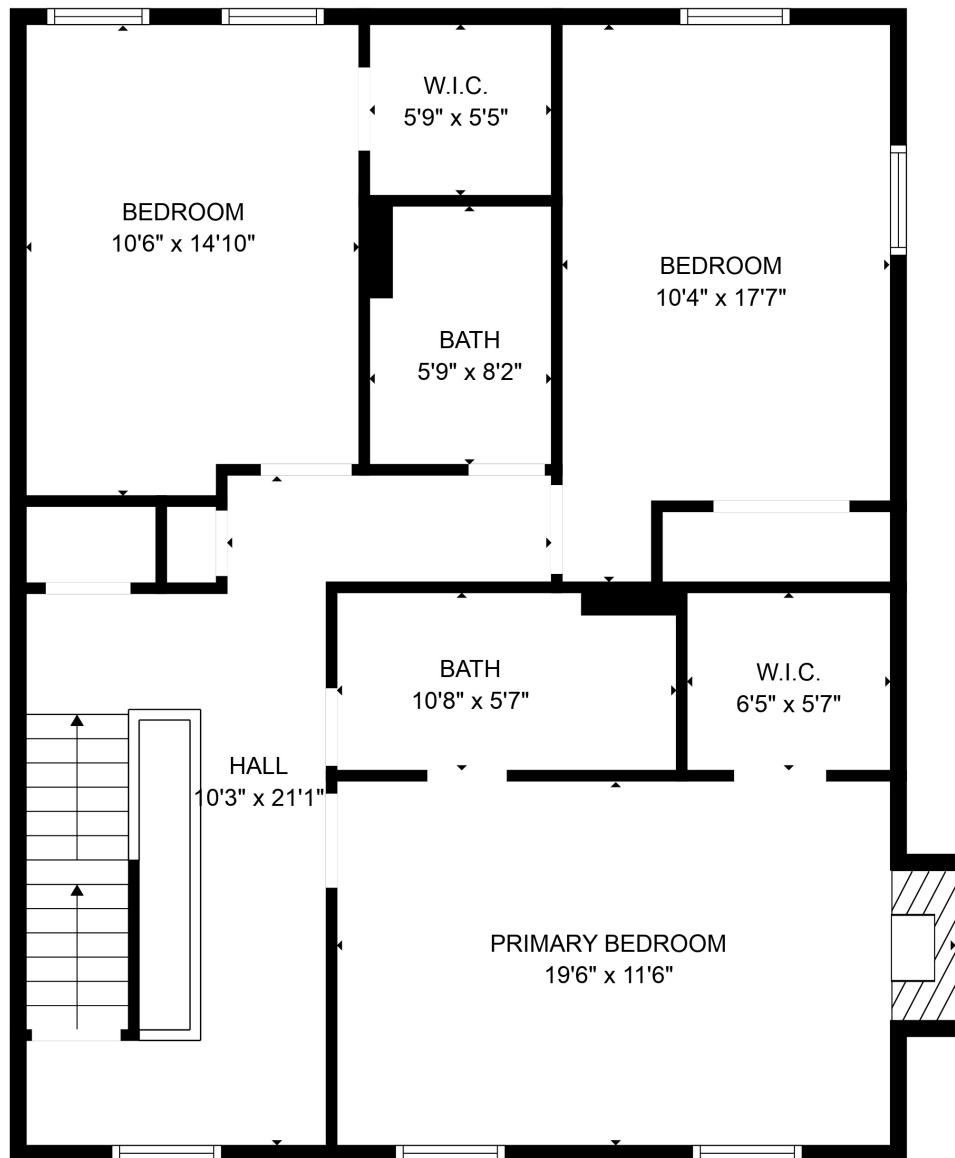 W.I.C.
5'9" x 5'5"
BEDROOM
10'6" x 14'10"
BEDROOM
10'4" x 17'7"
BATH
5'9" x 8'2"
BATH
10'8" x 5'7"
W.I.C.
6'5" x 5'7"
HALL
10'3" x 21'1"
PRIMARY BEDROOM
19'6" x 11'6"